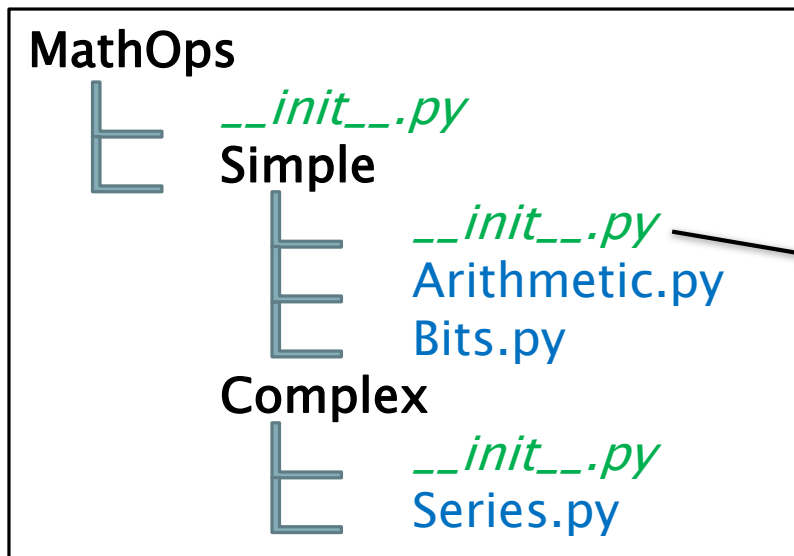 MathOps
__init__.py
Simple
__init__.py
Arithmetic.py
Bits.py
Complex
__init__.py
Series.py